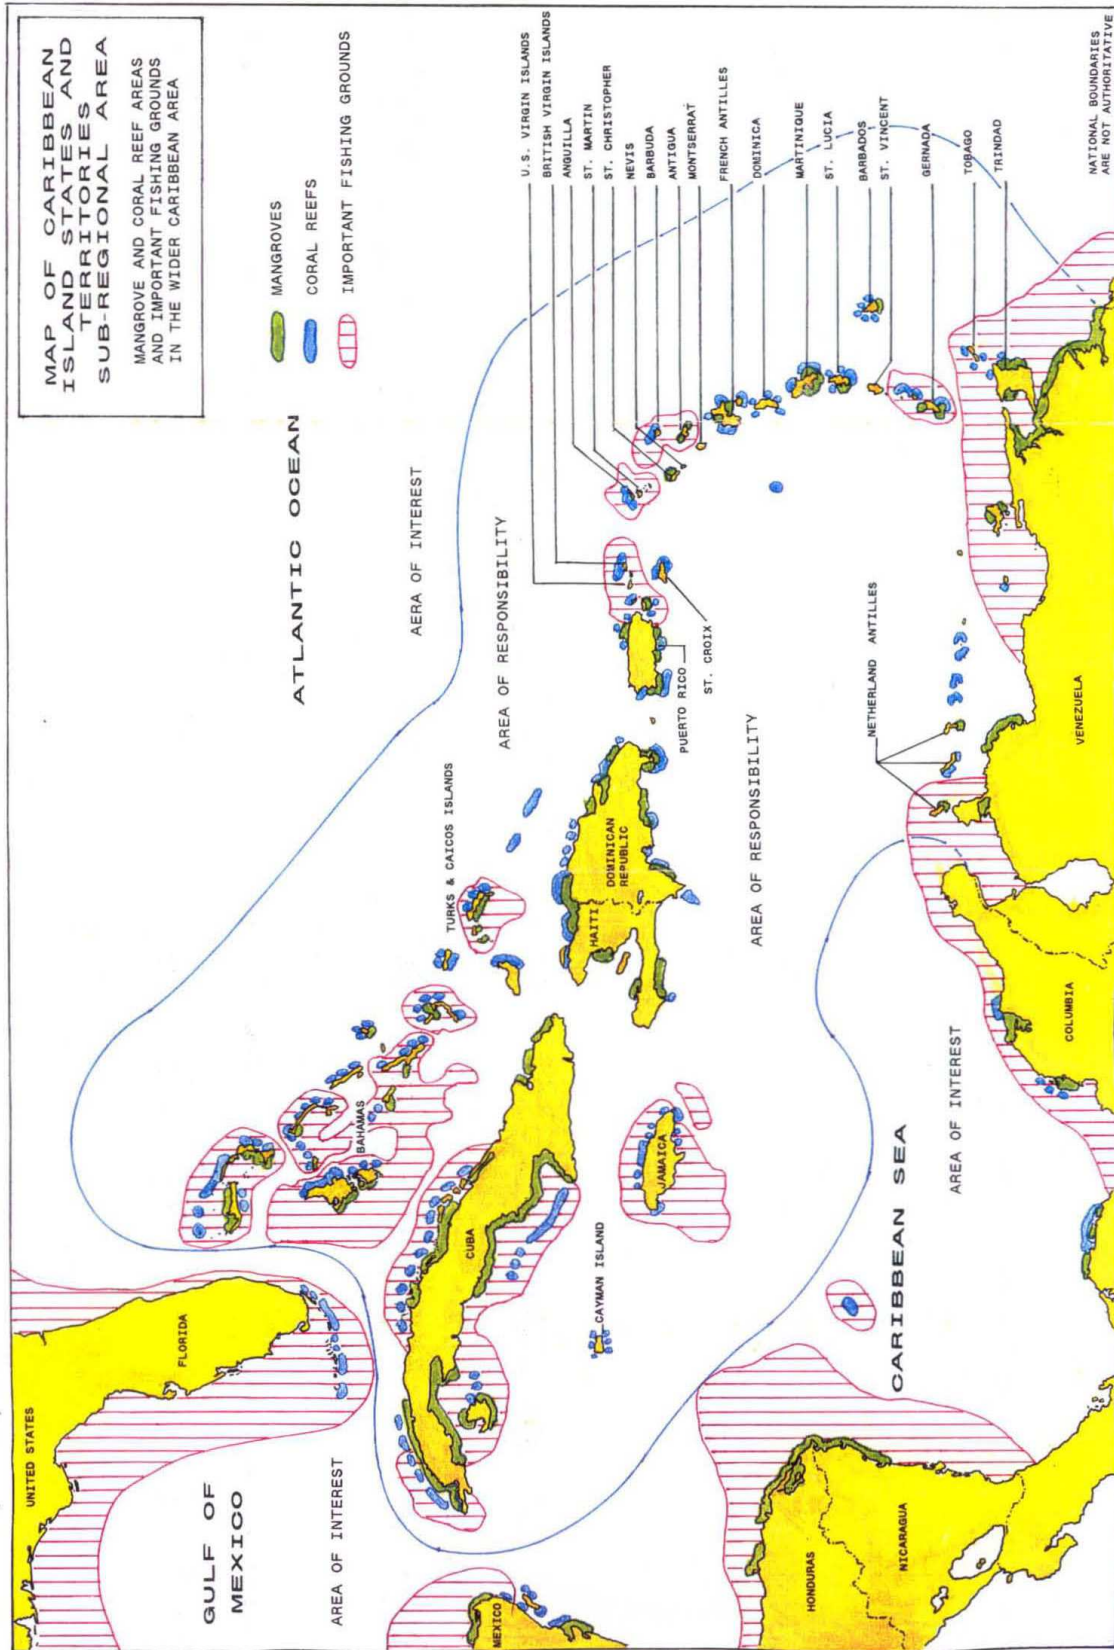 MAP OF CARIBBEAN
ISLAND STATES AND
TERRITORIES
SUB-REGIONAL AREA
MANGROVE AND CORAL REEF AREAS
AND IMPORTANT FISHING GROUNDS
IN THE WIDER CARIBBEAN AREA
MANGROVES
CORAL REEFS
IMPORTANT FISHING GROUNDS
ATLANTIC OCEAN
AERA OF INTEREST
AREA OF RESPONSIBILITY
UNITED STATES
FLORIDA
GULF OF
MEXICO
AREA OF INTEREST
MEXICO
BAHAMAS
TURKS & CAICOS ISLANDS
CUBA
CAYMAN ISLAND
JAMAICA
HAITI
DOMINICAN
REPUBLIC
PUERTO RICO
ST. CROIX
U.S. VIRGIN ISLANDS
BRITISH VIRGIN ISLANDS
ANGUILLA
ST. MARTIN
ST. CHRISTOPHER
NEVIS
BARBUDA
ANTIGUA
MONTSERRAT
FRENCH ANTILLES
DOMINICA
MARTINIQUE
ST. LUCIA
BARBADOS
ST. VINCENT
GERNADA
TOBAGO
TRINDAD
AREA OF RESPONSIBILITY
NETHERLAND ANTILLES
CARIBBEAN SEA
AREA OF INTEREST
HONDURAS
NICARAGUA
COLUMBIA
VENEZUELA
NATIONAL BOUNDARIES
ARE NOT AUTHORITATIVE